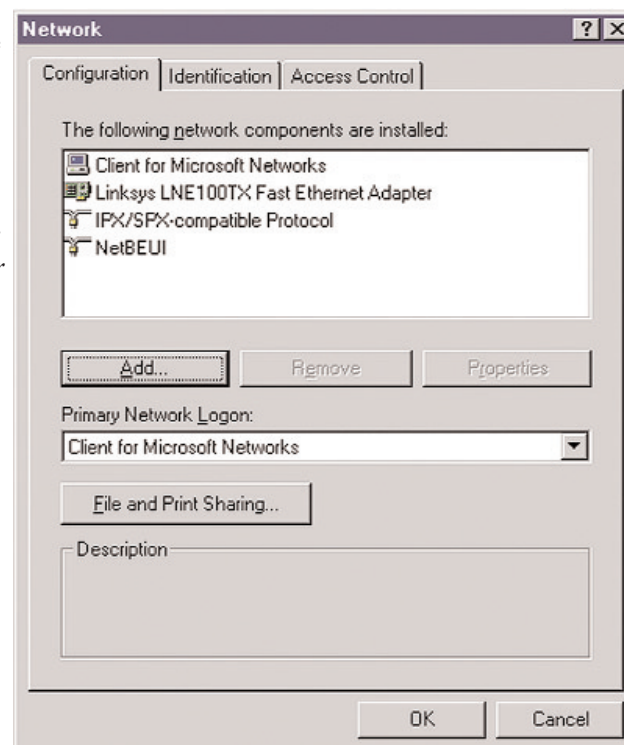 Network
Configuration Identification Access Control
The following network components are installed:
Client for Microsoft Networks
Linksys LNE100TX Fast Ethernet Adapter
IPX/SPX-compatible Protocol
NetBEUI
Add... Remove Properties
Primary Network Logon:
Client for Microsoft Networks
File and Print Sharing...
Description
OK Cancel